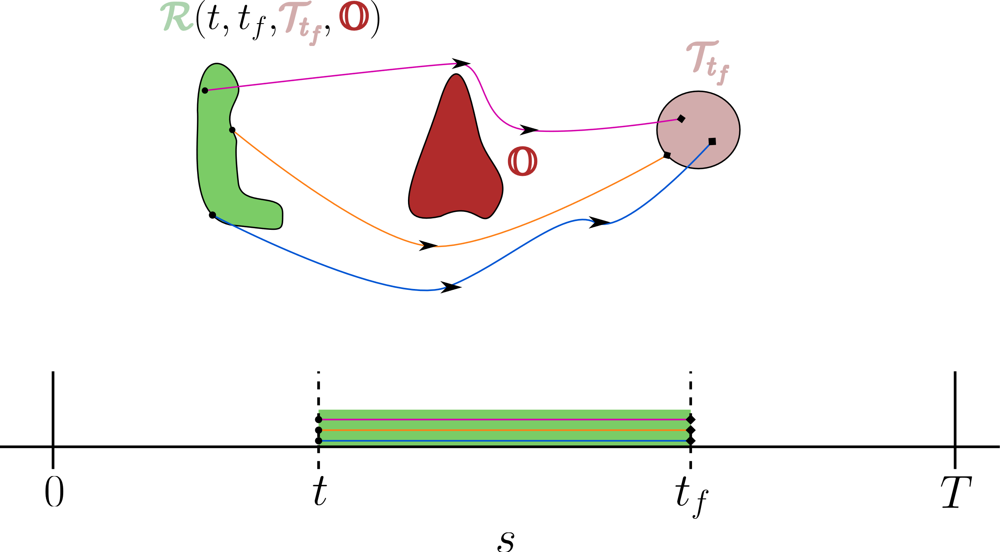 𝓡(t, t_f, 𝓣_{t_f}, 𝕆)
𝓣_{t_f}
𝕆
0 t t_f T
s